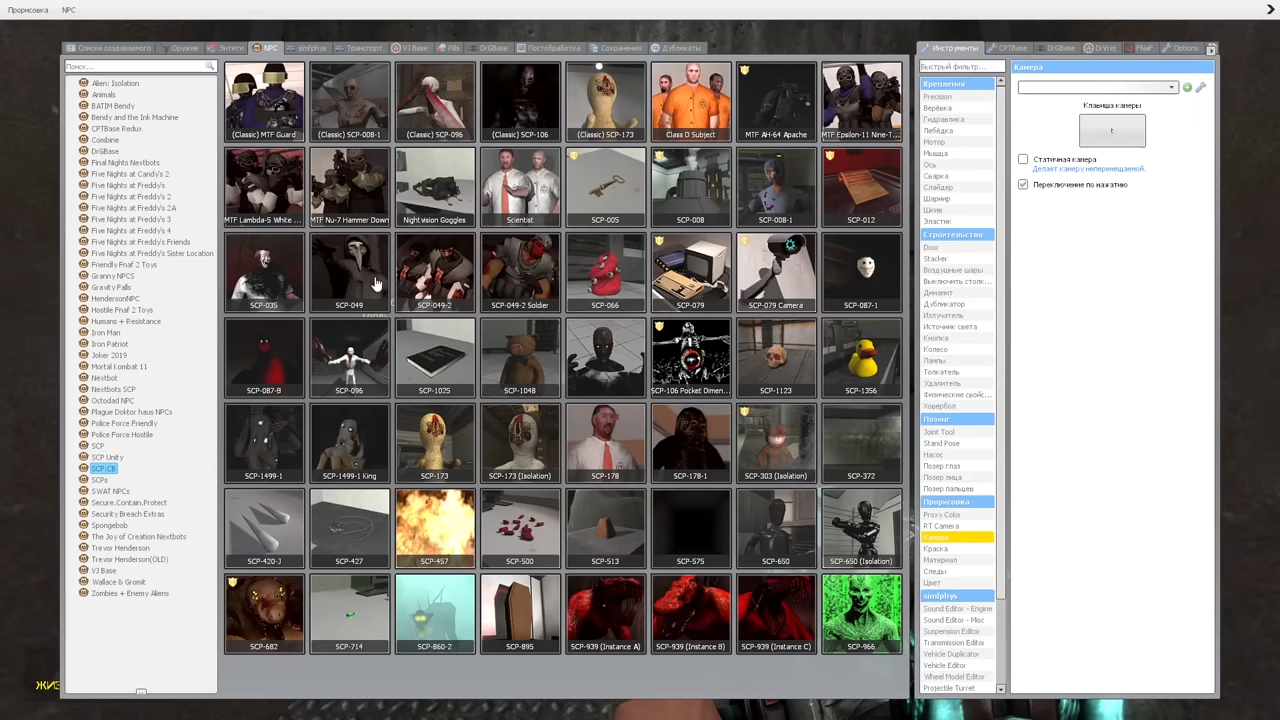 Прорисовка NPC
Списки создаваемого Оружие Энтити NPC simfphys Транспорт VJ Base Pills DrGBase Постобработка Сохранения Дубликаты
Поиск...
Alien: Isolation
Animals
BATIM Bendy
Bendy and the Ink Machine
CPTBase Redux
Combine
DrGBase
Final Nights Nextbots
Five Nights at Candy's 2
Five Nights at Freddy's
Five Nights at Freddy's 2
Five Nights at Freddy's 2A
Five Nights at Freddy's 3
Five Nights at Freddy's 4
Five Nights at Freddy's Friends
Five Nights at Freddy's Sister Location
Friendly Fnaf 2 Toys
Granny NPCS
Gravity Falls
HendersonNPC
Hostile Fnaf 2 Toys
Humans + Resistance
Iron Man
Iron Patriot
Joker 2019
Mortal Kombat 11
Nextbot
Nextbots SCP
Octodad NPC
Plague Doktor haus NPCs
Police Force Friendly
Police Force Hostile
SCP
SCP Unity
SCP:CB
SCPs
SWAT NPCs
Secure.Contain.Protect
Security Breach Extras
Spongebob
The Joy of Creation Nextbots
Trevor Henderson
Trevor Henderson(OLD)
VJ Base
Wallace & Gromit
Zombies + Enemy Aliens
(Classic) MTF Guard (Classic) SCP-008-1 (Classic) SCP-096 (Classic) SCP-106 (Classic) SCP-173 Class D Subject MTF AH-64 Apache MTF Epsilon-11 Nine-T...
MTF Lambda-5 White ... MTF Nu-7 Hammer Down Night vision Goggles Scientist SCP-005 SCP-008 SCP-008-1 SCP-012
SCP-035 SCP-049 SCP-049-2 SCP-049-2 Soldier SCP-066 SCP-079 SCP-079 Camera SCP-087-1
SCP-087-B SCP-096 SCP-1025 SCP-1048 SCP-106 Pocket Dimen... SCP-1123 SCP-1356
SCP-1499-1 SCP-1499-1 King SCP-173 SCP-173 (Isolation) SCP-178 SCP-178-1 SCP-303 (Isolation) SCP-372
SCP-420-J SCP-427 SCP-457 SCP-500 SCP-513 SCP-575 SCP-650 SCP-650 (Isolation)
SCP-682 SCP-714 SCP-860-2 SCP-895 SCP-939 (Instance A) SCP-939 (Instance B) SCP-939 (Instance C) SCP-966
Инструменты CPTBase DrGBase DrVrej FNaF Options
Быстрый фильтр...
Крепления
Precision
Верёвка
Гидравлика
Лебёдка
Мотор
Мышца
Ось
Сварка
Слайдер
Шарнир
Шкив
Эластик
Строительство
Door
Stacker
Воздушные шары
Выключить столк...
Динамит
Дубликатор
Излучатель
Источник света
Кнопка
Колесо
Лампы
Толкатель
Удалитель
Физические свойс...
Ховербол
Позинг
Joint Tool
Stand Pose
Насос
Позер глаз
Позер лица
Позер пальцев
Прорисовка
Proxy Color
RT Camera
Камера
Краска
Материал
Следы
Цвет
simfphys
Sound Editor - Engine
Sound Editor - Misc
Suspension Editor
Transmission Editor
Vehicle Duplicator
Vehicle Editor
Wheel Model Editor
Projectile Turret
Камера
Клавиша камеры
t
Статичная камера
Делает камеру неперемещаемой.
Переключение по нажатию